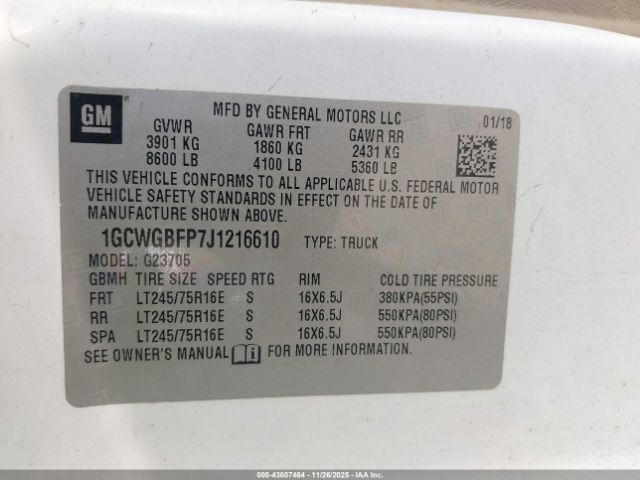 GM
MFD BY GENERAL MOTORS LLC
01/18
GVWR GAWR FRT GAWR RR
3901 KG 1860 KG 2431 KG
8600 LB 4100 LB 5360 LB
THIS VEHICLE CONFORMS TO ALL APPLICABLE U.S. FEDERAL MOTOR
VEHICLE SAFETY STANDARDS IN EFFECT ON THE DATE OF
MANUFACTURE SHOWN ABOVE.
1GCWGBFP7J1216610 TYPE: TRUCK
MODEL: G23705
GBMH TIRE SIZE SPEED RTG RIM COLD TIRE PRESSURE
FRT LT245/75R16E S 16X6.5J 380KPA(55PSI)
RR LT245/75R16E S 16X6.5J 550KPA(80PSI)
SPA LT245/75R16E S 16X6.5J 550KPA(80PSI)
SEE OWNER'S MANUAL FOR MORE INFORMATION.
000-43807464 - 11/26/2025 - IAAI.COM